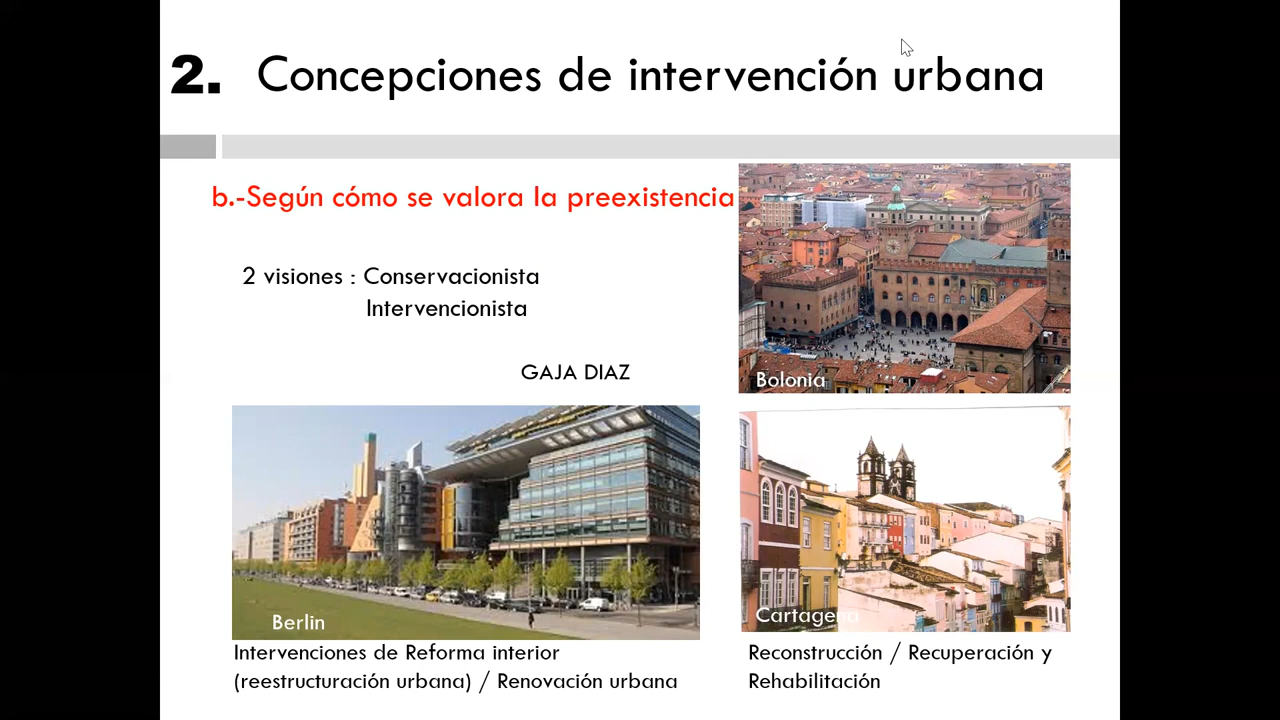 2. Concepciones de intervención urbana
b.-Según cómo se valora la preexistencia
2 visiones : Conservacionista
Intervencionista
GAJA DIAZ
Bolonia
Berlin
Cartagena
Intervenciones de Reforma interior
(reestructuración urbana) / Renovación urbana
Reconstrucción / Recuperación y
Rehabilitación